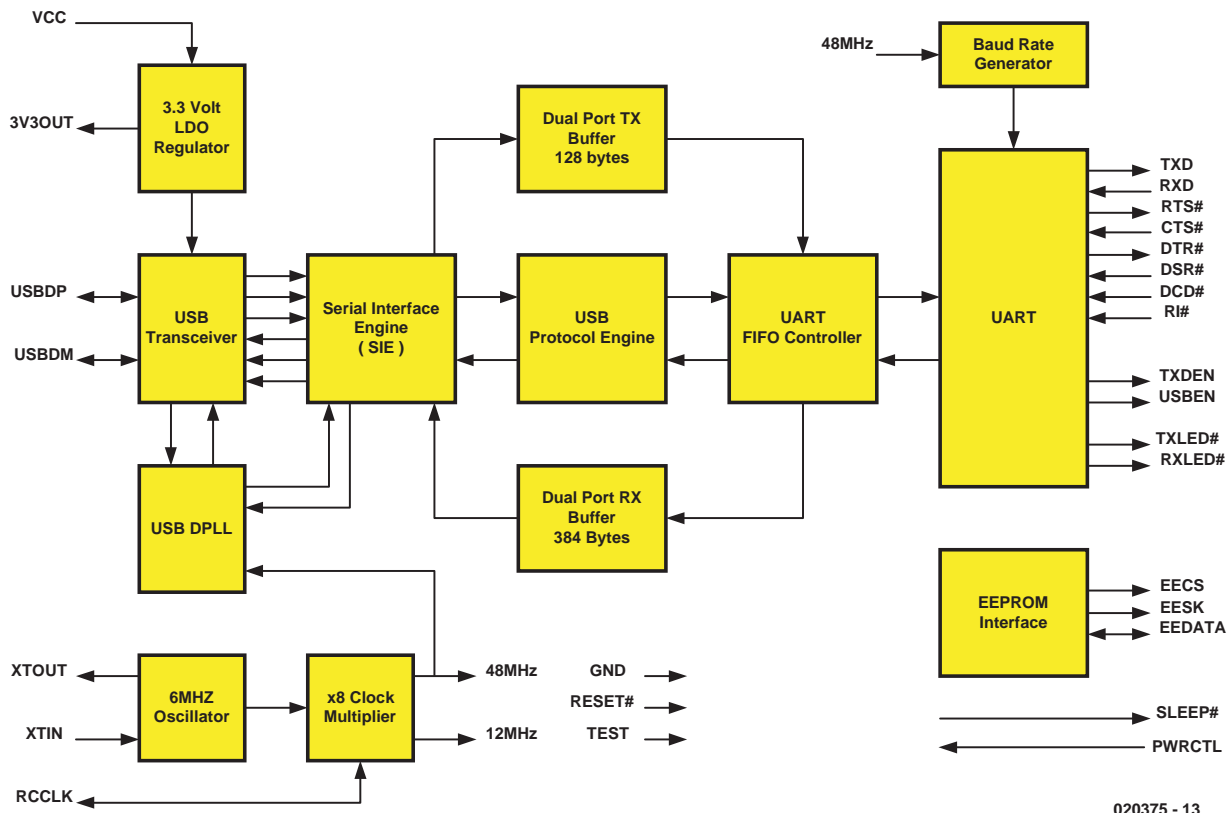 VCC
48MHz
Baud Rate
Generator
3.3 Volt
LDO
Regulator
3V3OUT
Dual Port TX
Buffer
128 bytes
TXD
RXD
RTS#
CTS#
DTR#
DSR#
DCD#
RI#
USBDP
USBDM
USB
Transceiver
Serial Interface
Engine
( SIE )
USB
Protocol Engine
UART
FIFO Controller
UART
TXDEN
USBEN
TXLED#
RXLED#
USB DPLL
Dual Port RX
Buffer
384 Bytes
EEPROM
Interface
EECS
EESK
EEDATA
XTOUT
XTIN
6MHZ
Oscillator
x8 Clock
Multiplier
48MHz
12MHz
GND
RESET#
TEST
SLEEP#
PWRCTL
RCCLK
020375 - 13